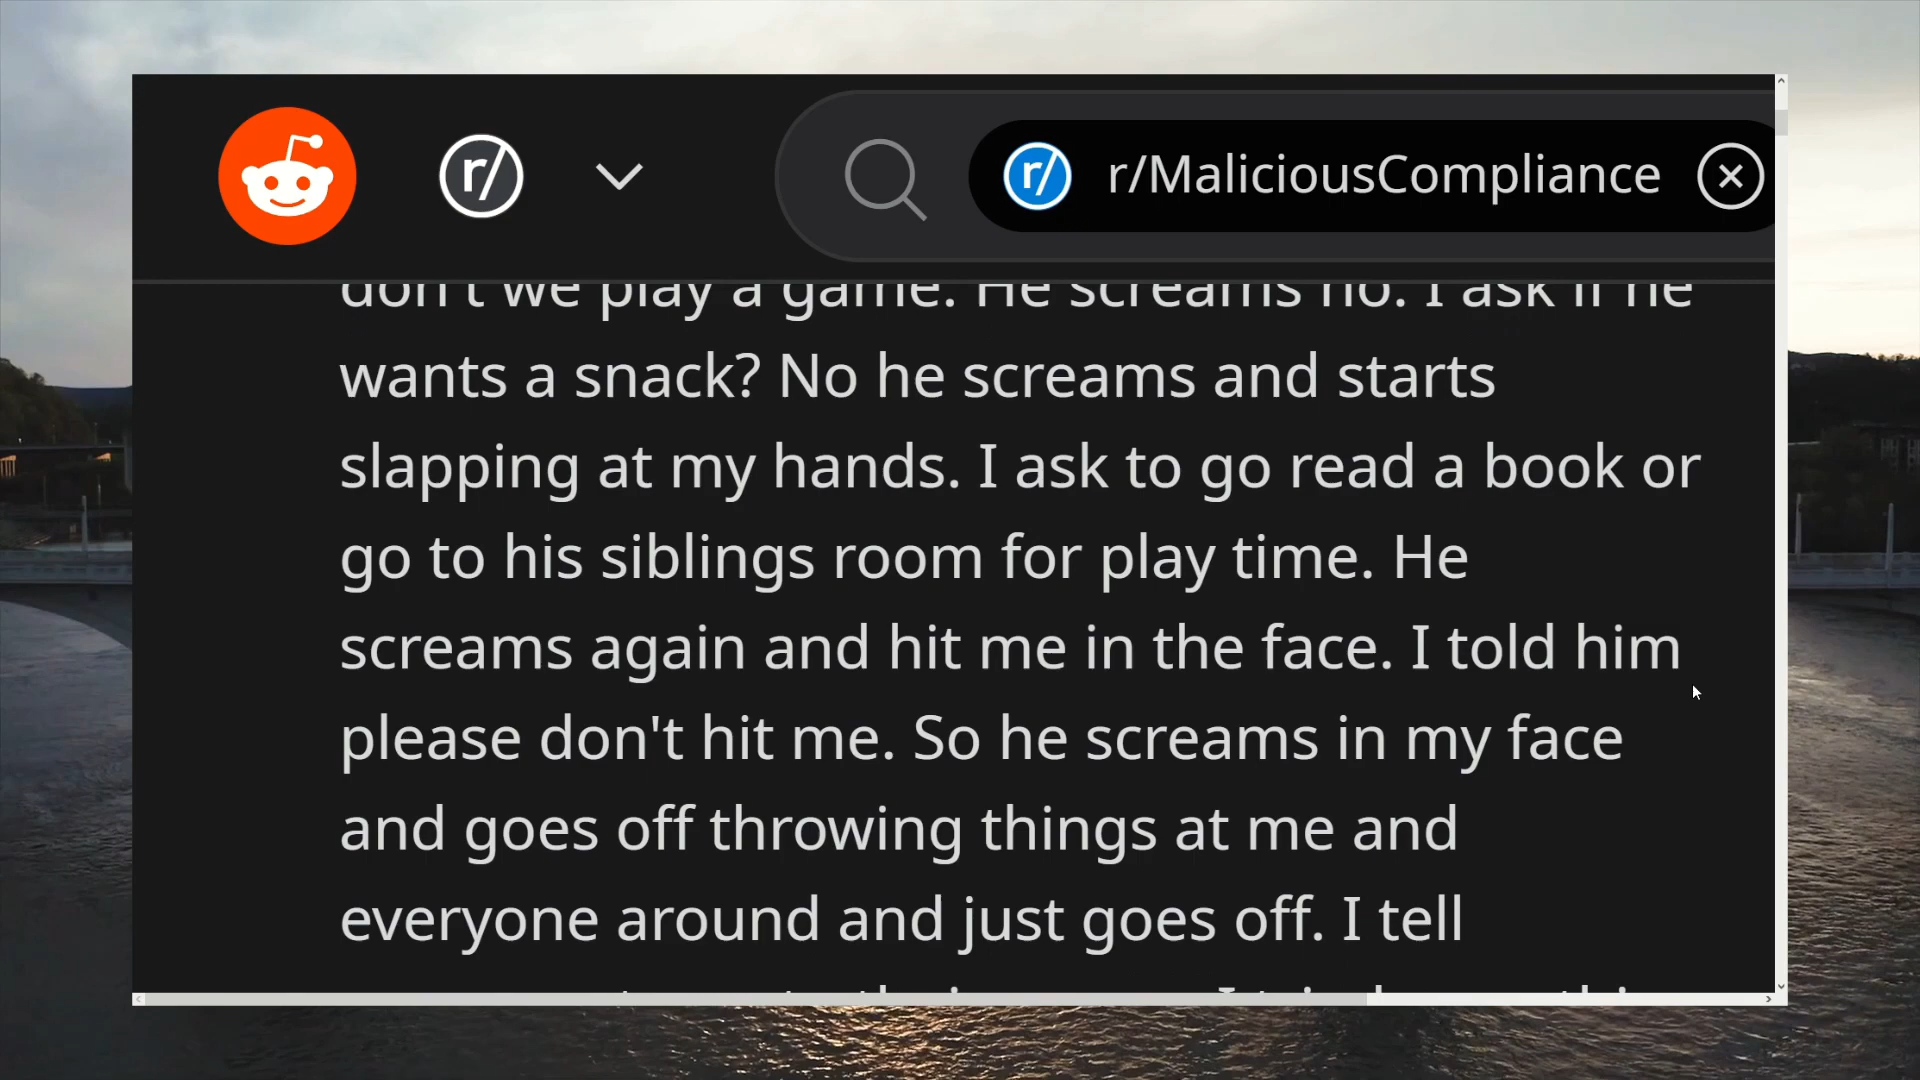 r/
r/
r/MaliciousCompliance
don't we play a game. He screams no. I ask if he
wants a snack? No he screams and starts
slapping at my hands. I ask to go read a book or
go to his siblings room for play time. He
screams again and hit me in the face. I told him
please don't hit me. So he screams in my face
and goes off throwing things at me and
everyone around and just goes off. I tell